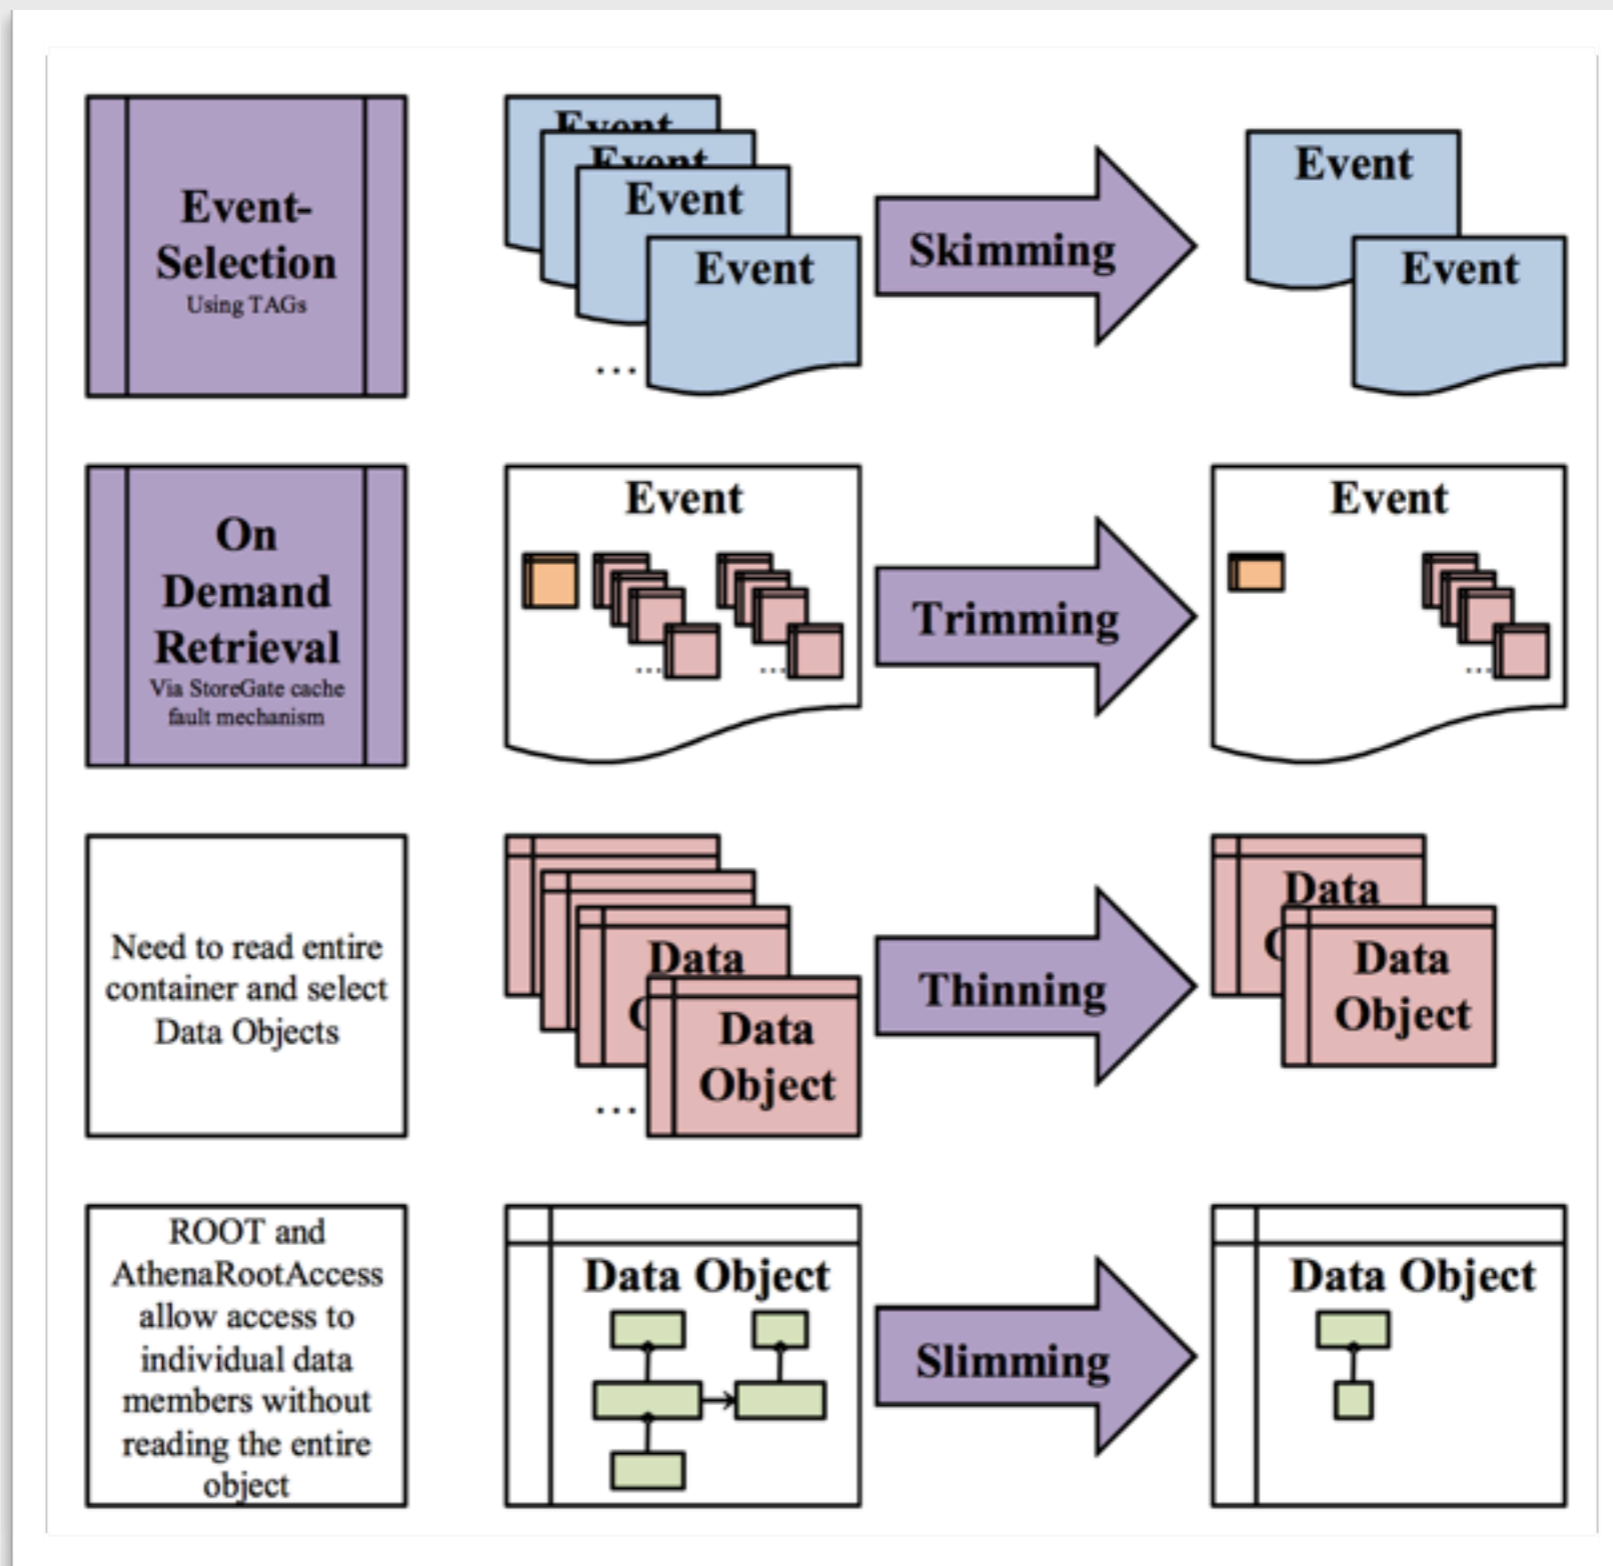 Event-
Selection
Using TAGs
Event
Event
Event
Event
...
Skimming
Event
Event
On
Demand
Retrieval
Via StoreGate cache
fault mechanism
Event
...
...
Trimming
Event
...
Need to read entire
container and select
Data Objects
Data
Data
Object
...
Thinning
Data
Data
Object
ROOT and
AthenaRootAccess
allow access to
individual data
members without
reading the entire
object
Data Object
Slimming
Data Object